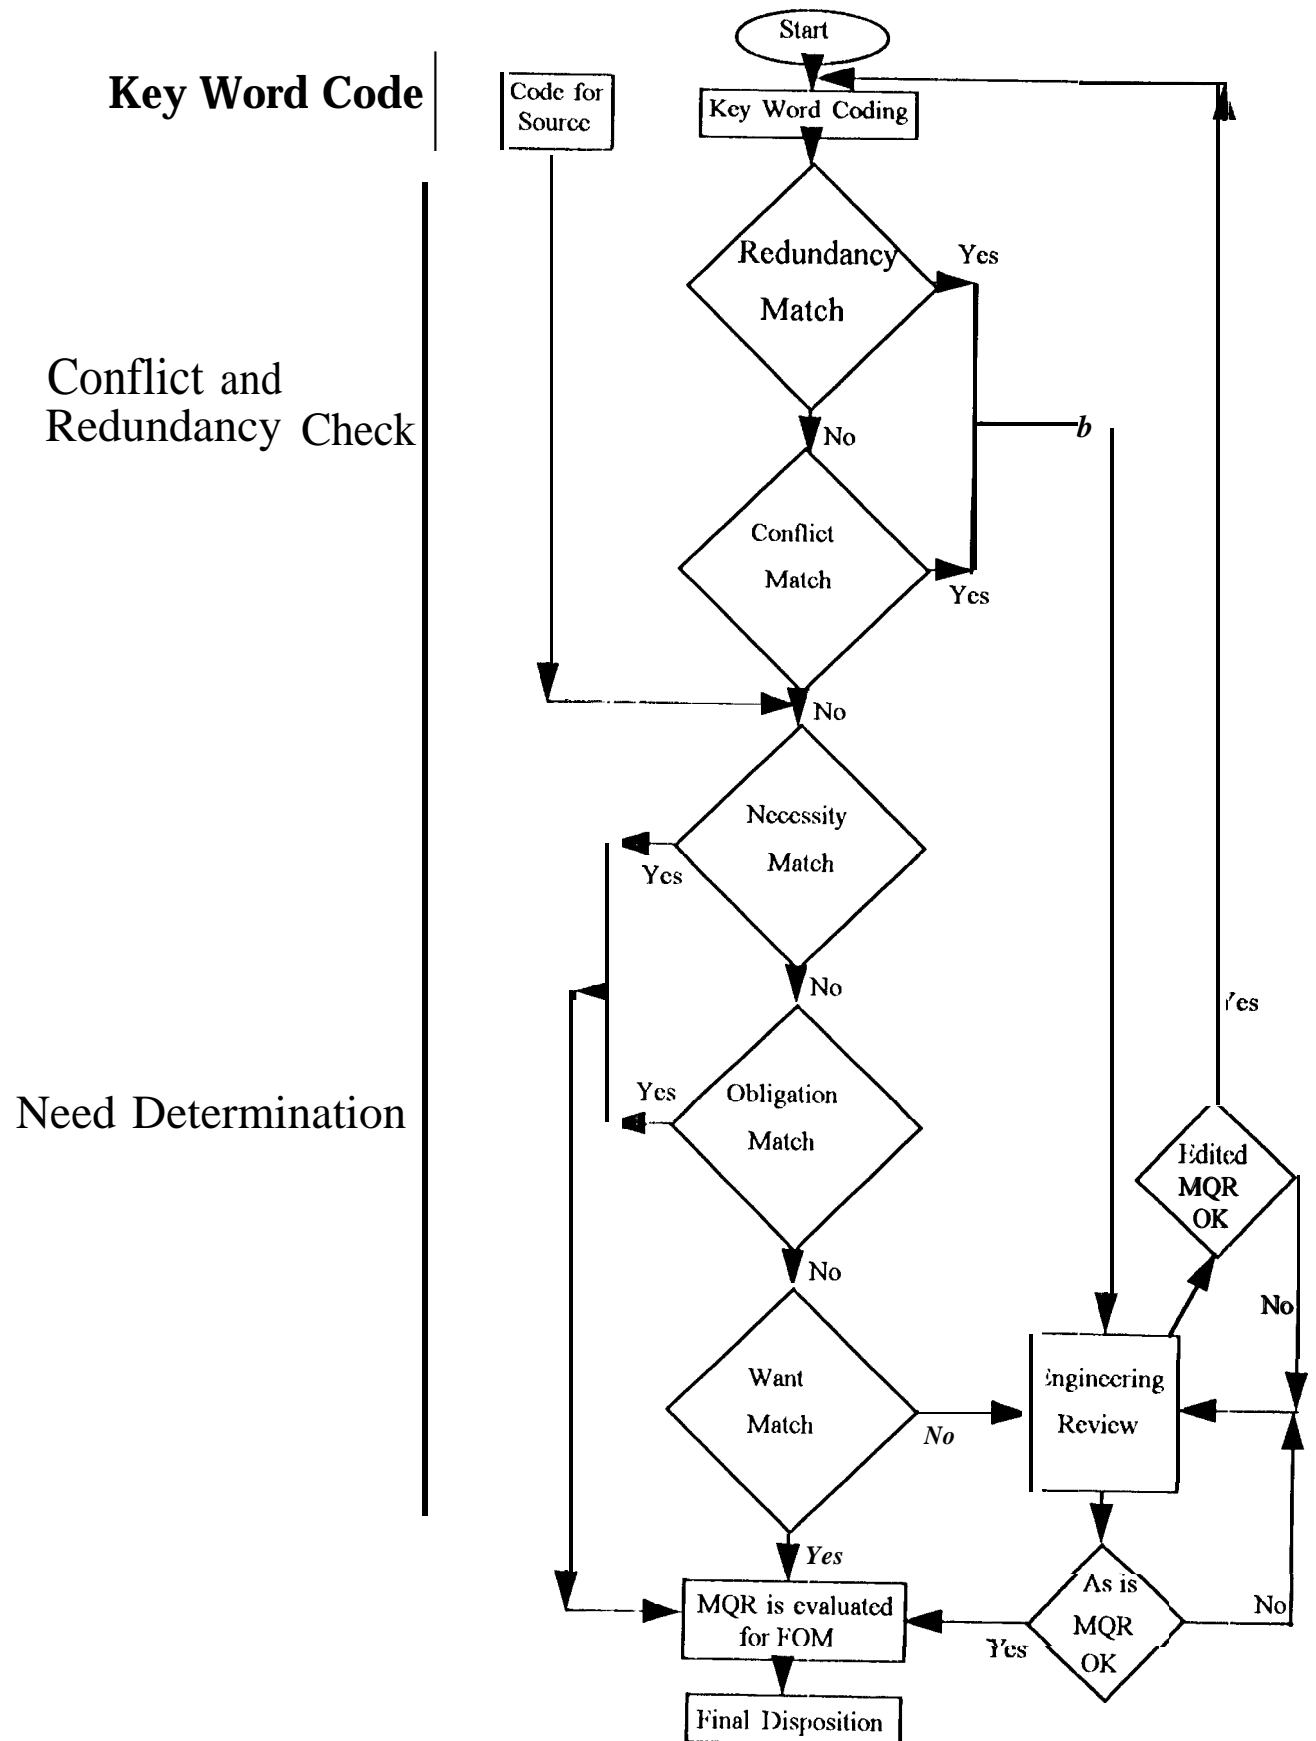 Start
Key Word Code
Code for
Source
Key Word Coding
Redundancy
Match
Yes
Conflict and
Redundancy Check
b
No
Conflict
Match
Yes
No
Necessity
Match
Yes
No
Yes
Need Determination
Yes
Obligation
Match
Edited
MQR
OK
No
No
Want
Match
No
Engineering
Review
Yes
MQR is evaluated
for FOM
As is
MQR
OK
No
Yes
Final Disposition